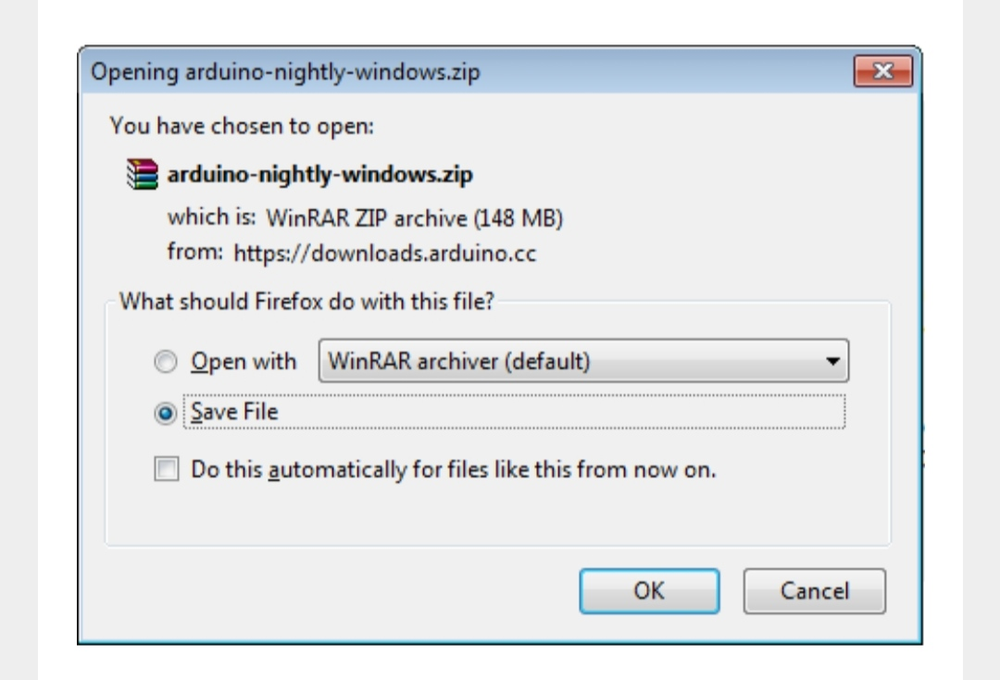 Opening arduino-nightly-windows.zip
You have chosen to open:
arduino-nightly-windows.zip
which is: WinRAR ZIP archive (148 MB)
from: https://downloads.arduino.cc
What should Firefox do with this file?
Open with WinRAR archiver (default)
Save File
Do this automatically for files like this from now on.
OK Cancel